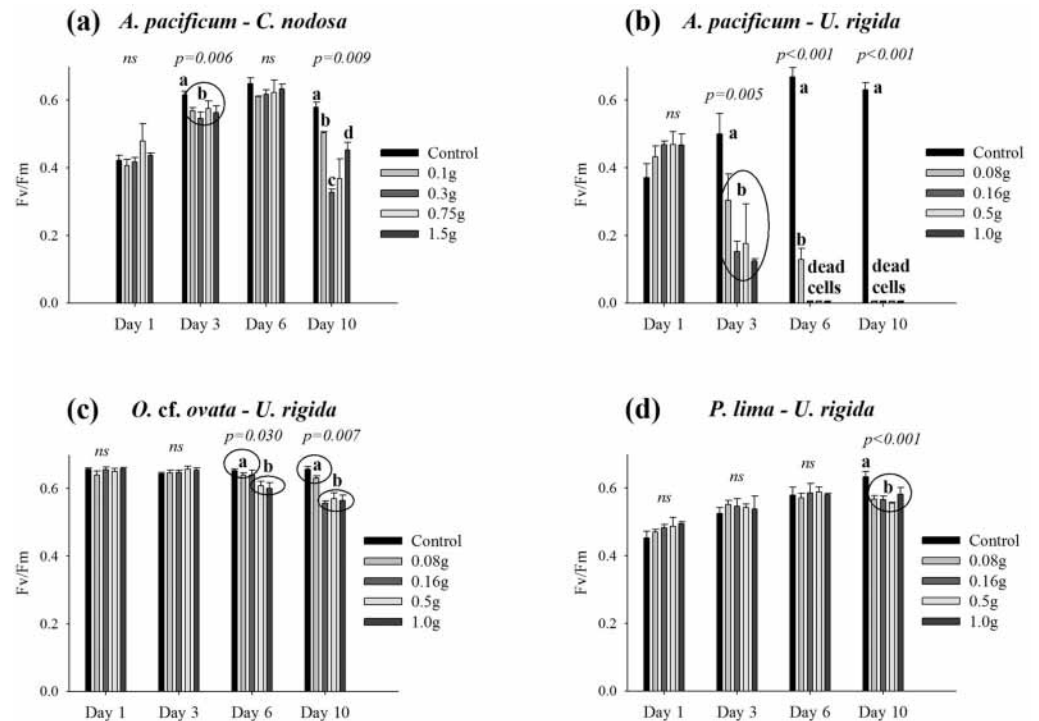 (a) A. pacificum - C. nodosa
ns
p=0.006
ns
p=0.009
a
b
a
b
c
d
Fv/Fm
0.6
0.4
0.2
0.0
Day 1
Day 3
Day 6
Day 10
Control
0.1g
0.3g
0.75g
1.5g
(b) A. pacificum - U. rigida
ns
p=0.005
p<0.001
p<0.001
a
b
a
b
dead
cells
a
dead
cells
Fv/Fm
0.6
0.4
0.2
0.0
Day 1
Day 3
Day 6
Day 10
Control
0.08g
0.16g
0.5g
1.0g
(c) O. cf. ovata - U. rigida
ns
ns
p=0.030
p=0.007
a
b
a
b
Fv/Fm
0.6
0.4
0.2
0.0
Day 1
Day 3
Day 6
Day 10
Control
0.08g
0.16g
0.5g
1.0g
(d) P. lima - U. rigida
ns
ns
ns
p<0.001
a
b
Fv/Fm
0.6
0.4
0.2
0.0
Day 1
Day 3
Day 6
Day 10
Control
0.08g
0.16g
0.5g
1.0g